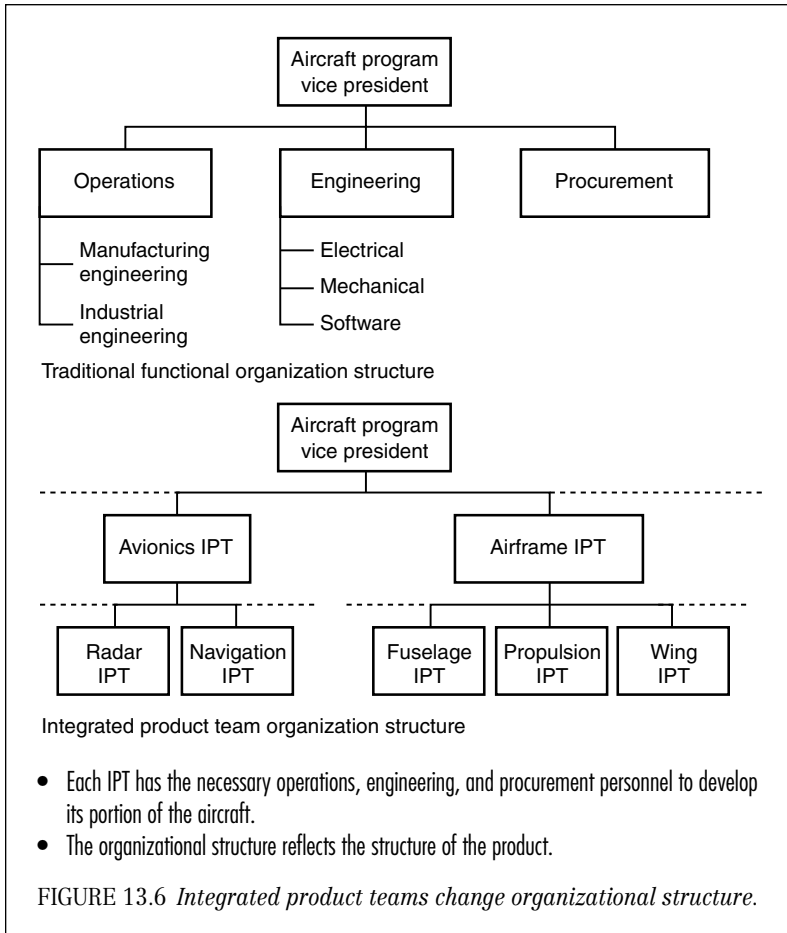 Aircraft program
vice president
Operations
Engineering
Procurement
Manufacturing
engineering
Industrial
engineering
Electrical
Mechanical
Software
Traditional functional organization structure
Aircraft program
vice president
Avionics IPT
Airframe IPT
Radar
IPT
Navigation
IPT
Fuselage
IPT
Propulsion
IPT
Wing
IPT
Integrated product team organization structure
• Each IPT has the necessary operations, engineering, and procurement personnel to develop
its portion of the aircraft.
• The organizational structure reflects the structure of the product.
FIGURE 13.6 Integrated product teams change organizational structure.